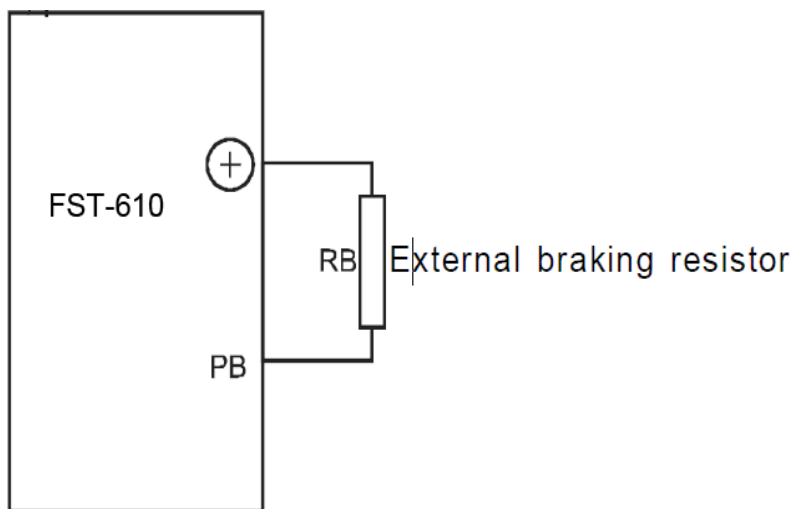 +
FST-610
RB External braking resistor
PB